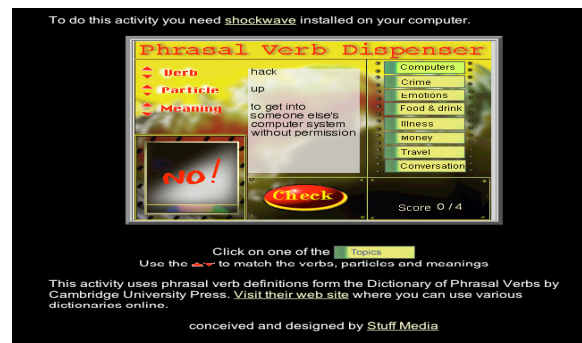 To do this activity you need shockwave installed on your computer.
Phrasal Verb Dispenser
Verb
hack
Particle
up
Meaning
to get into
someone else's
computer system
without permission
Computers
Crime
Emotions
Food & drink
Illness
Money
Travel
Conversation
NO!
Check
Score 0/4
Click on one of the Topics
Use the to match the verbs, particles and meanings
This activity uses phrasal verb definitions form the Dictionary of Phrasal Verbs by
Cambridge University Press. Visit their web site where you can use various
dictionaries online.
conceived and designed by Stuff Media